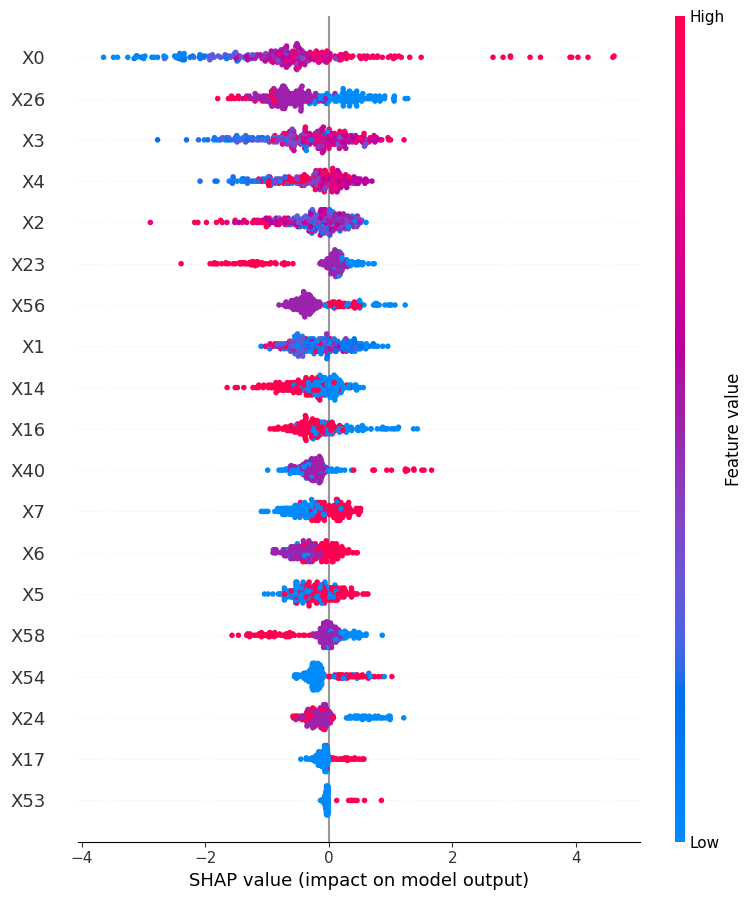 High
X0
X26
X3
X4
X2
X23
X56
X1
X14
X16
X40
X7
X6
X5
X58
X54
X24
X17
X53
Feature value
Low
−4 −2 0 2 4
SHAP value (impact on model output)